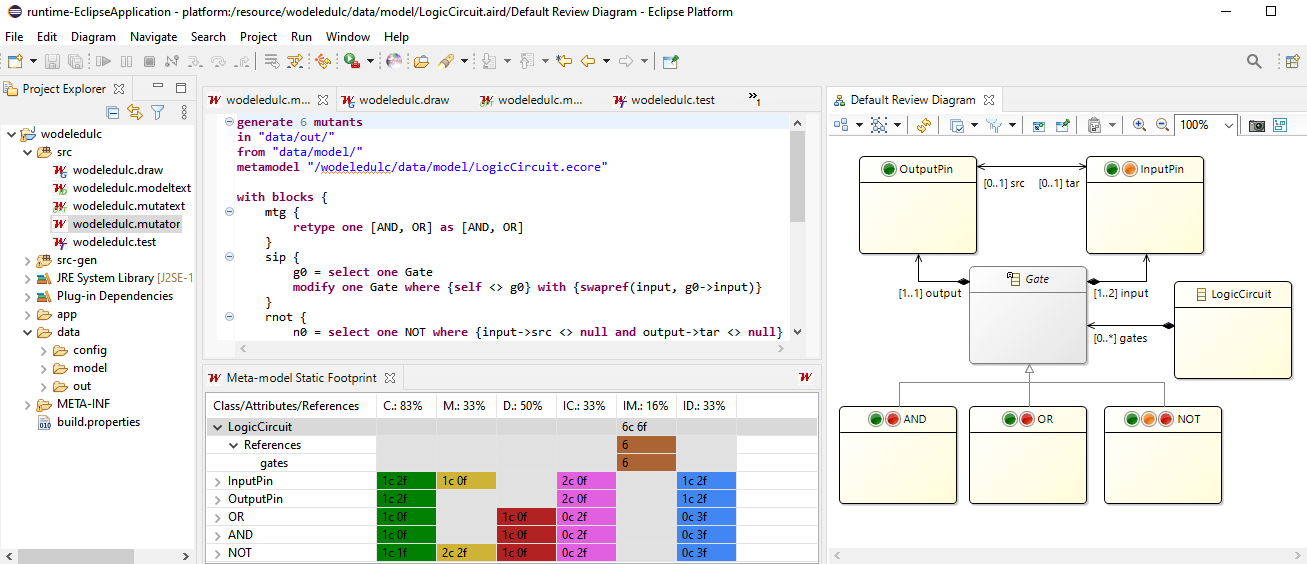 runtime-EclipseApplication - platform:/resource/wodeledulc/data/model/LogicCircuit.aird/Default Review Diagram - Eclipse Platform
File Edit Diagram Navigate Search Project Run Window Help
100%
Project Explorer
wodeledulc
src
wodeledulc.draw
wodeledulc.modeltext
wodeledulc.mutatext
wodeledulc.mutator
wodeledulc.test
src-gen
JRE System Library [J2SE-1
Plug-in Dependencies
app
data
config
model
out
META-INF
build.properties
wodeledulc.m... wodeledulc.draw wodeledulc.m... wodeledulc.test »1
generate 6 mutants
in "data/out/"
from "data/model/"
metamodel "/wodeledulc/data/model/LogicCircuit.ecore"
with blocks {
mtg {
retype one [AND, OR] as [AND, OR]
}
sip {
g0 = select one Gate
modify one Gate where {self <> g0} with {swapref(input, g0->input)}
}
rnot {
n0 = select one NOT where {input->src <> null and output->tar <> null}
Meta-model Static Footprint
Class/Attributes/References C.: 83% M.: 33% D.: 50% IC.: 33% IM.: 16% ID.: 33%
LogicCircuit 6c 6f
References 6
gates 6
InputPin 1c 2f 1c 0f 2c 0f 1c 2f
OutputPin 1c 2f 2c 0f 1c 2f
OR 1c 0f 1c 0f 0c 2f 0c 3f
AND 1c 0f 1c 0f 0c 2f 0c 3f
NOT 1c 1f 2c 2f 1c 0f 0c 2f 0c 3f
Default Review Diagram
OutputPin InputPin
[0..1] src [0..1] tar
Gate
[1..1] output [1..2] input
LogicCircuit
[0..*] gates
AND OR NOT